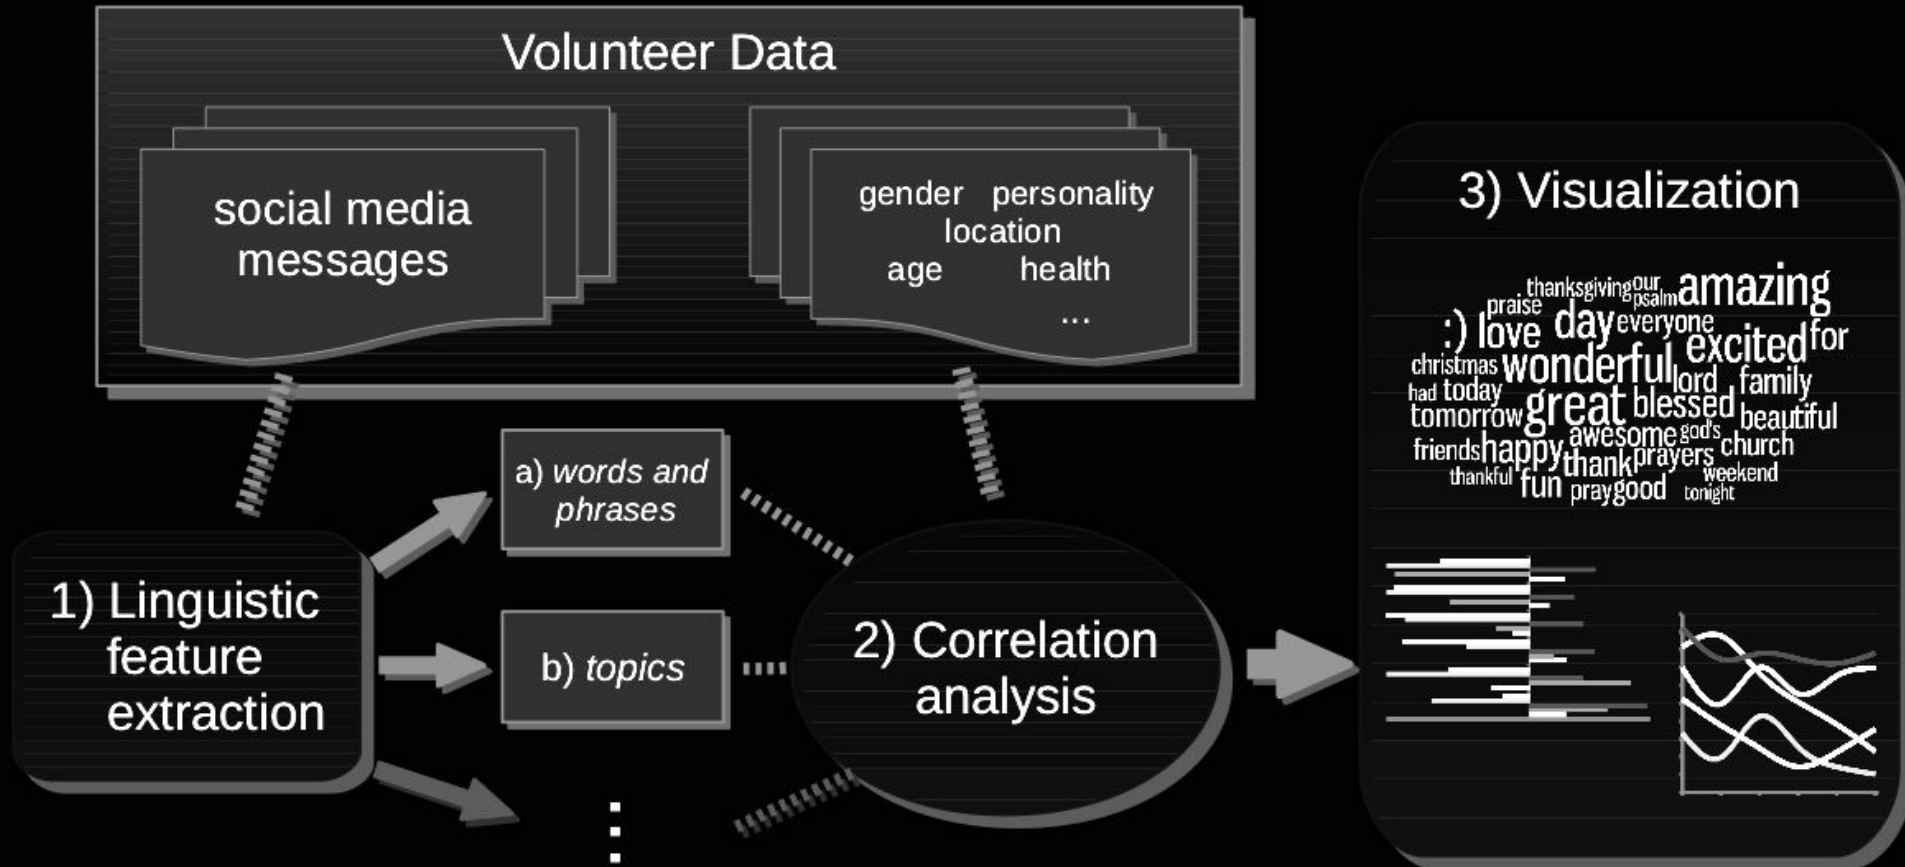 Volunteer Data
social media
messages
gender personality
location
age health
...
1) Linguistic
feature
extraction
a) words and
phrases
b) topics
2) Correlation
analysis
3) Visualization
thanksgiving our psalm amazing
praise
:) love day everyone
excited for
christmas wonderful lord family
had today
tomorrow great blessed beautiful
friends happy awesome god's church
thank prayers weekend
thankful fun pray good tonight